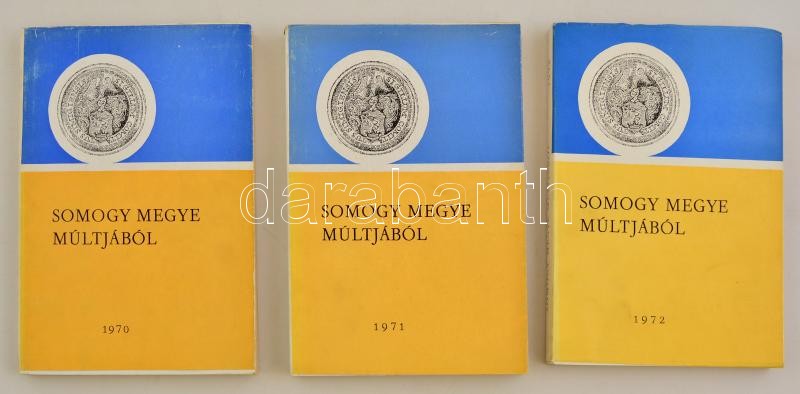 SOMOGY MEGYE
MÚLTJÁBÓL
1970
SOMOGY MEGYE
MÚLTJÁBÓL
1971
SOMOGY MEGYE
MÚLTJÁBÓL
1972
darabanth